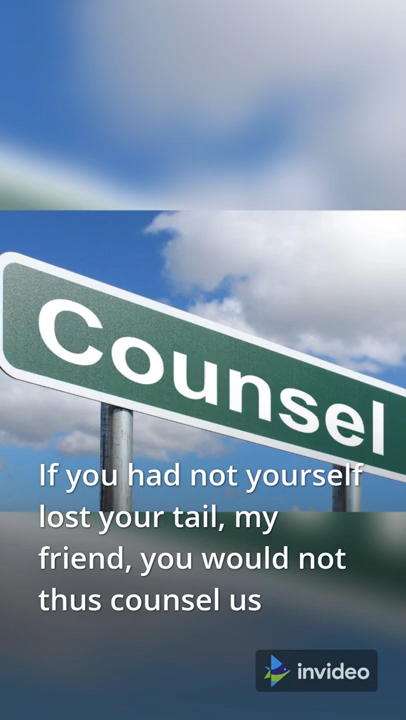 Counsel
If you had not yourself
lost your tail, my
friend, you would not
thus counsel us
invideo